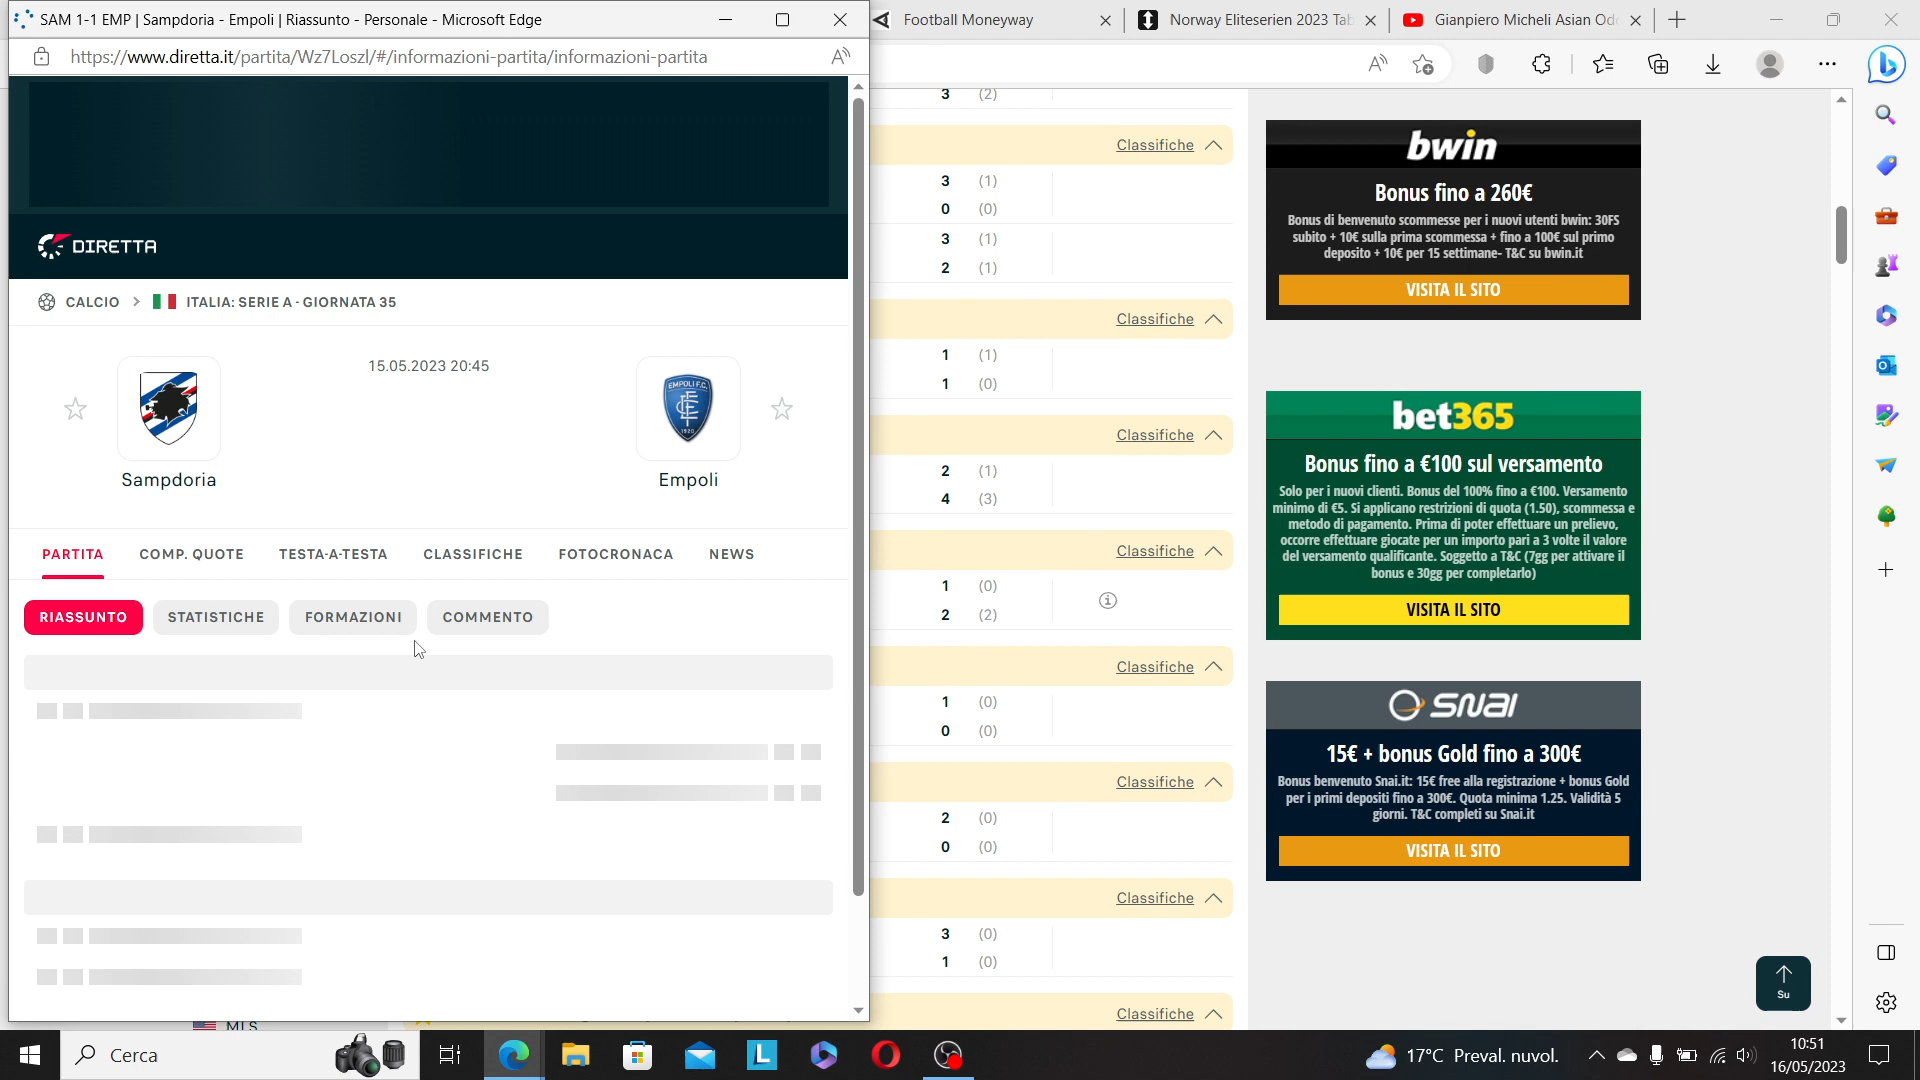 SAM 1-1 EMP | Sampdoria - Empoli | Riassunto - Personale - Microsoft Edge
Football Moneyway
Norway Eliteserien 2023 Tab
Gianpiero Micheli Asian Od
https://www.diretta.it/partita/Wz7Loszl/#/informazioni-partita/informazioni-partita
DIRETTA
CALCIO > ITALIA: SERIE A - GIORNATA 35
15.05.2023 20:45
EMPOLI F.C.
1920
Sampdoria
Empoli
PARTITA COMP. QUOTE TESTA-A-TESTA CLASSIFICHE FOTOCRONACA NEWS
RIASSUNTO STATISTICHE FORMAZIONI COMMENTO
MLS
3 (2)
Classifiche
3 (1)
0 (0)
3 (1)
2 (1)
Classifiche
1 (1)
1 (0)
Classifiche
2 (1)
4 (3)
Classifiche
1 (0)
2 (2)
Classifiche
1 (0)
0 (0)
Classifiche
2 (0)
0 (0)
Classifiche
3 (0)
1 (0)
Classifiche
bwin
Bonus fino a 260€
Bonus di benvenuto scommesse per i nuovi utenti bwin: 30FS
subito + 10€ sulla prima scommessa + fino a 100€ sul primo
deposito + 10€ per 15 settimane- T&C su bwin.it
VISITA IL SITO
bet365
Bonus fino a €100 sul versamento
Solo per i nuovi clienti. Bonus del 100% fino a €100. Versamento
minimo di €5. Si applicano restrizioni di quota (1.50), scommessa e
metodo di pagamento. Prima di poter effettuare un prelievo,
occorre effettuare giocate per un importo pari a 3 volte il valore
del versamento qualificante. Soggetto a T&C (7gg per attivare il
bonus e 30gg per completarlo)
VISITA IL SITO
SNAI
15€ + bonus Gold fino a 300€
Bonus benvenuto Snai.it: 15€ free alla registrazione + bonus Gold
per i primi depositi fino a 300€. Quota minima 1.25. Validità 5
giorni. T&C completi su Snai.it
VISITA IL SITO
Su
Cerca
17°C Preval. nuvol.
10:51
16/05/2023